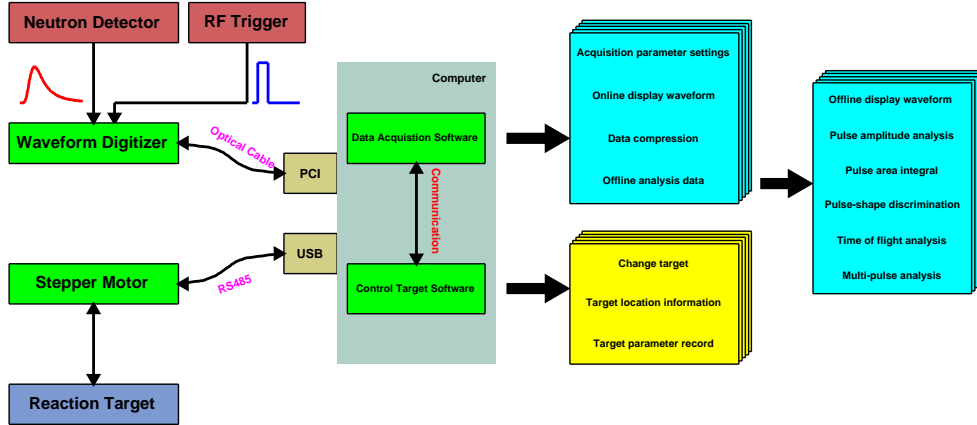 Neutron Detector
RF Trigger
Waveform Digitizer
Optical Cable
PCI
Computer
Data Acquistion Software
Communication
Control Target Software
USB
RS485
Stepper Motor
Reaction Target
Acquisition parameter settings
Online display waveform
Data compression
Offline analysis data
Change target
Target location information
Target parameter record
Offline display waveform
Pulse amplitude analysis
Pulse area integral
Pulse-shape discrimination
Time of flight analysis
Multi-pulse analysis